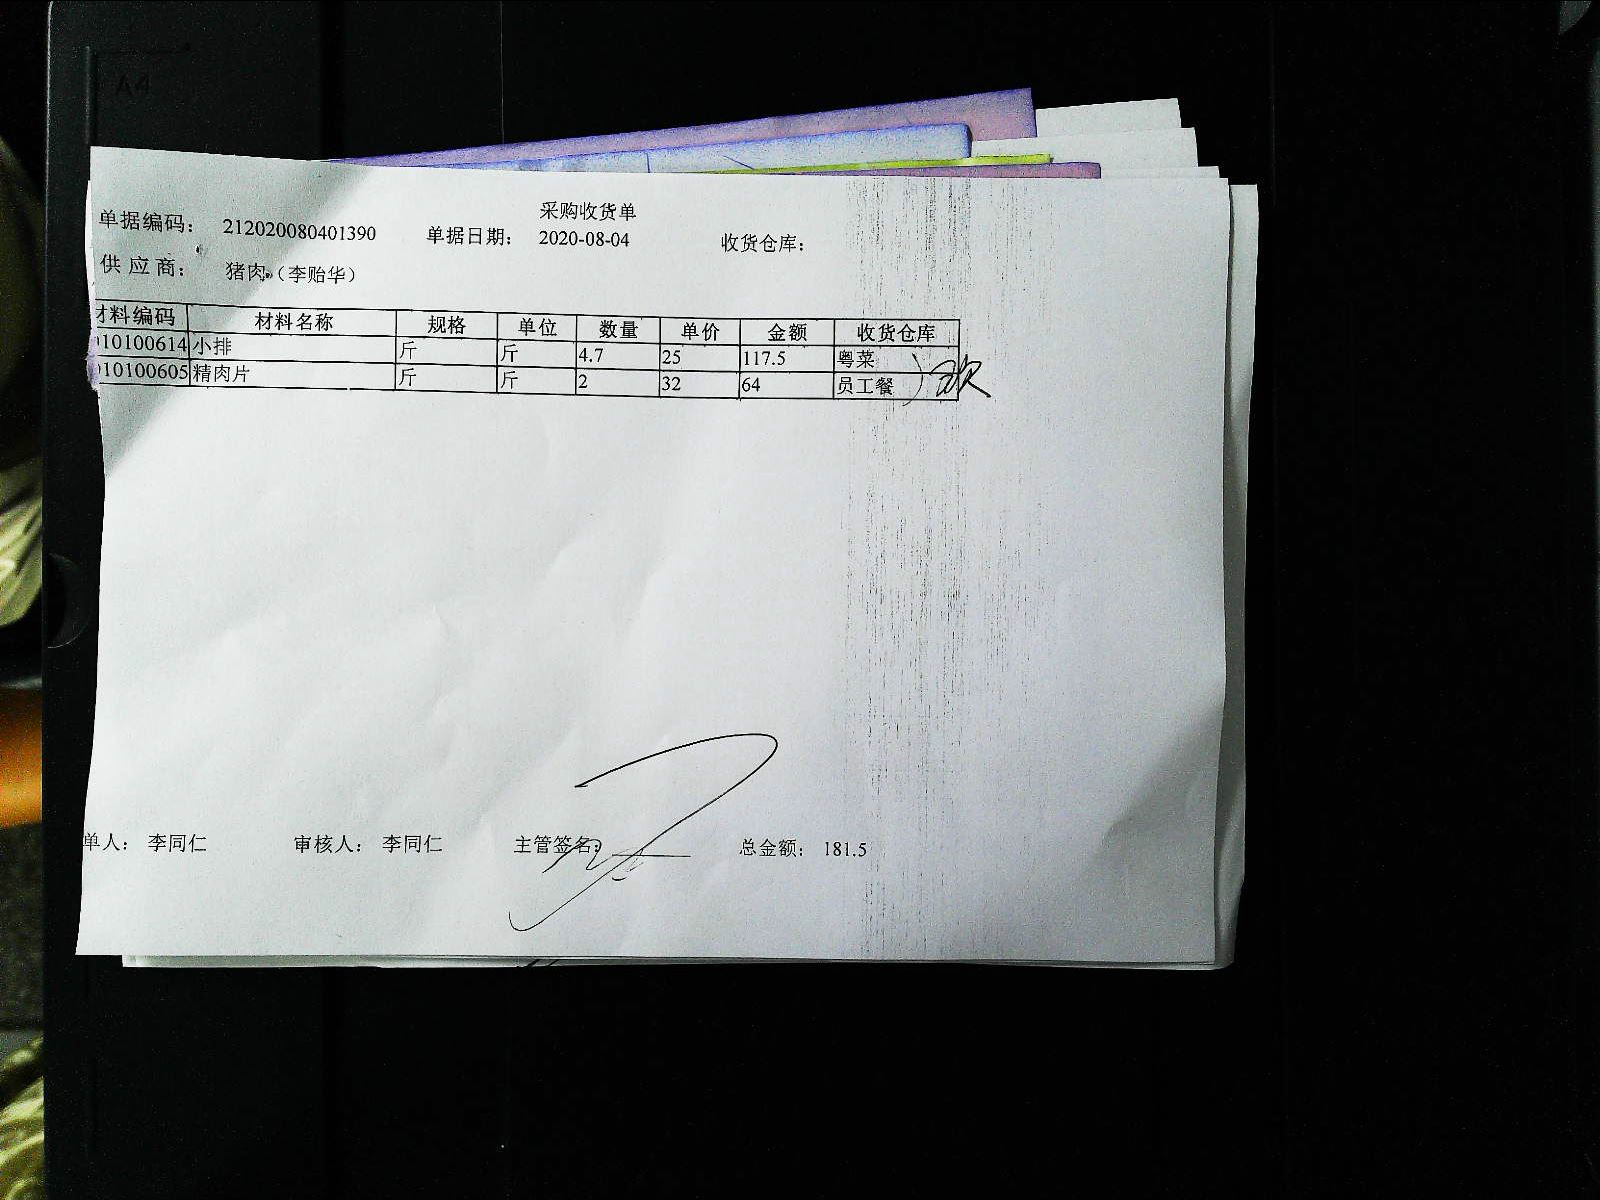 采购收货单
单据编码： 212020080401390 单据日期： 2020-08-04 收货仓库：
供 应 商： 猪肉（李贻华）
材料编码 材料名称 规格 单位 数量 单价 金额 收货仓库
10100614 小排 斤 斤 4.7 25 117.5 粤菜
10100605 精肉片 斤 斤 2 32 64 员工餐
单人： 李同仁 审核人： 李同仁 主管签名： 总金额： 181.5
A4